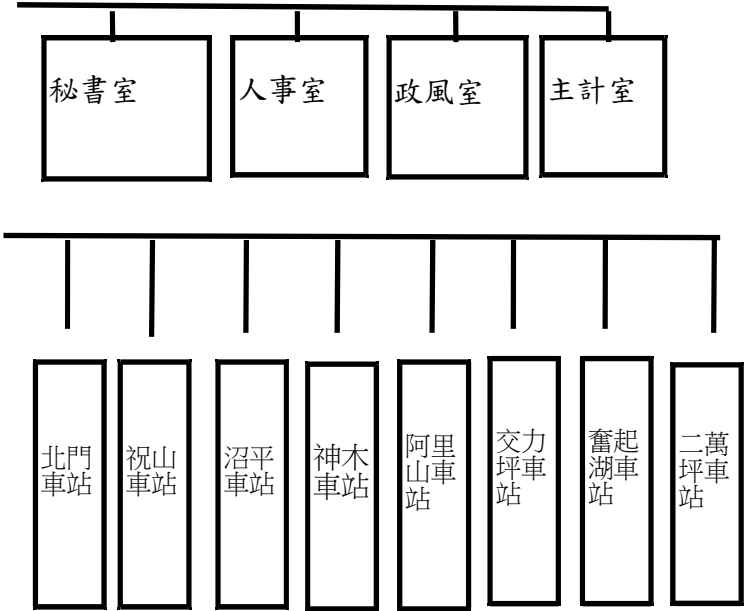 秘書室
人事室
政風室
主計室
北門
車站
祝山
車站
沼平
車站
神木
車站
阿里
山車
站
交力
坪車
站
奮起
湖車
站
二萬
坪車
站